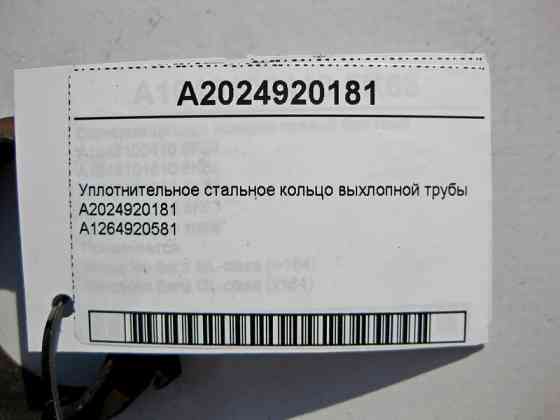 A2024920181
Уплотнительное стальное кольцо выхлопной трубы
A2024920181
A1264920581